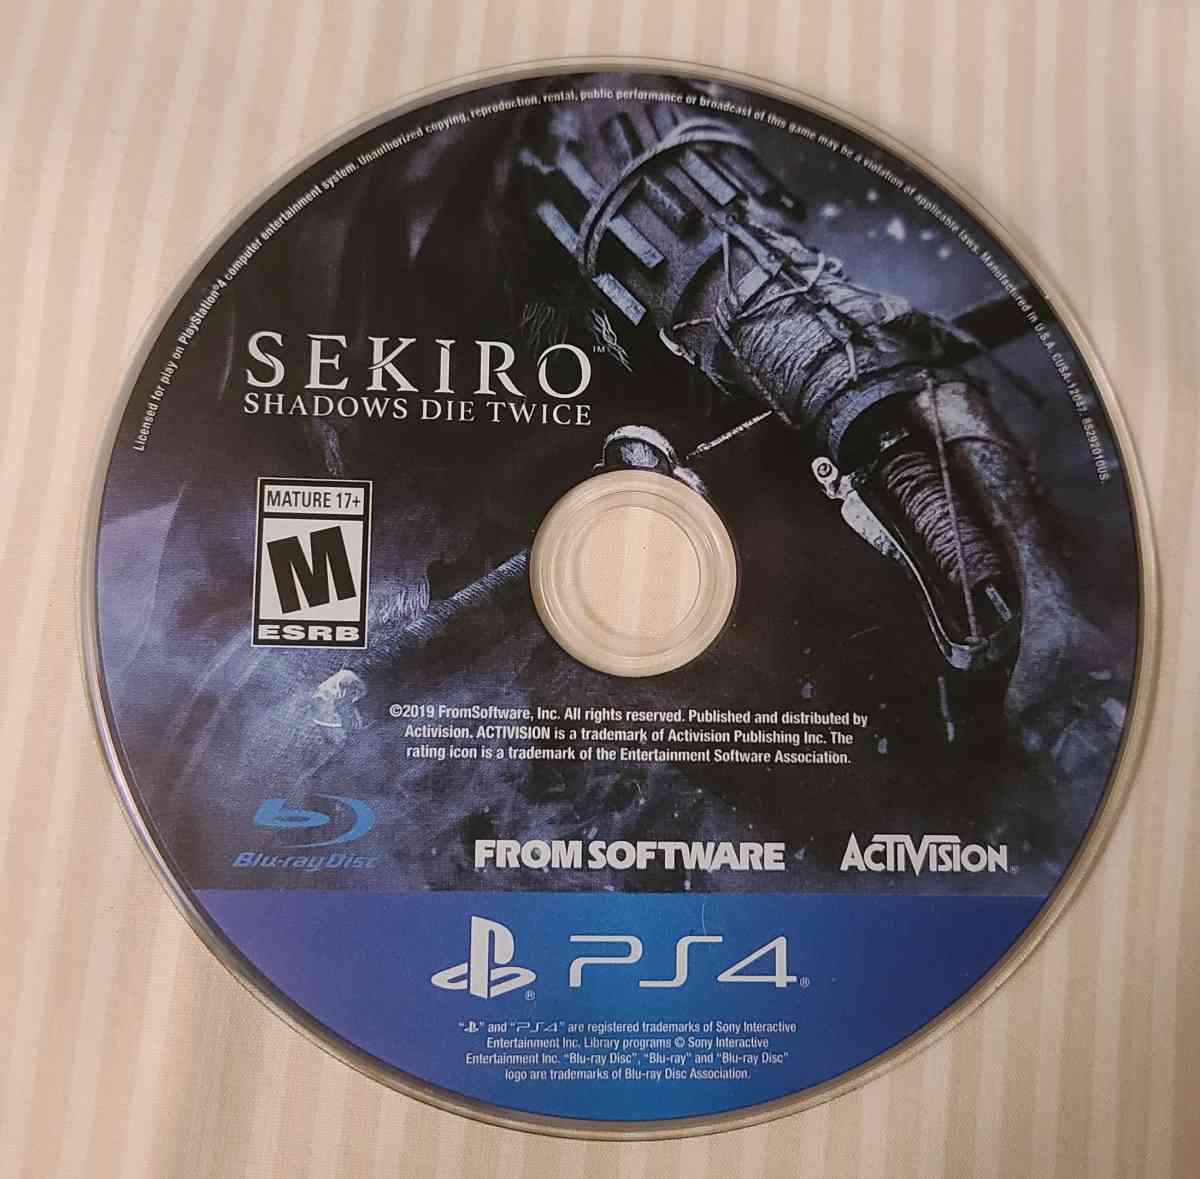 Licensed for play on PlayStation®4 computer entertainment system. Unauthorized copying, reproduction, rental, public performance or broadcast of this game may be a violation of applicable laws. Manufactured in U.S.A. CUSA-12047. 85292016US.
SEKIRO™
SHADOWS DIE TWICE
MATURE 17+
M
ESRB
©2019 FromSoftware, Inc. All rights reserved. Published and distributed by
Activision. ACTIVISION is a trademark of Activision Publishing Inc. The
rating icon is a trademark of the Entertainment Software Association.
Blu-ray Disc
FROMSOFTWARE
ACTIVISION®
PS4®
" " and "PS4" are registered trademarks of Sony Interactive
Entertainment Inc. Library programs © Sony Interactive
Entertainment Inc. "Blu-ray Disc", "Blu-ray" and "Blu-ray Disc"
logo are trademarks of Blu-ray Disc Association.